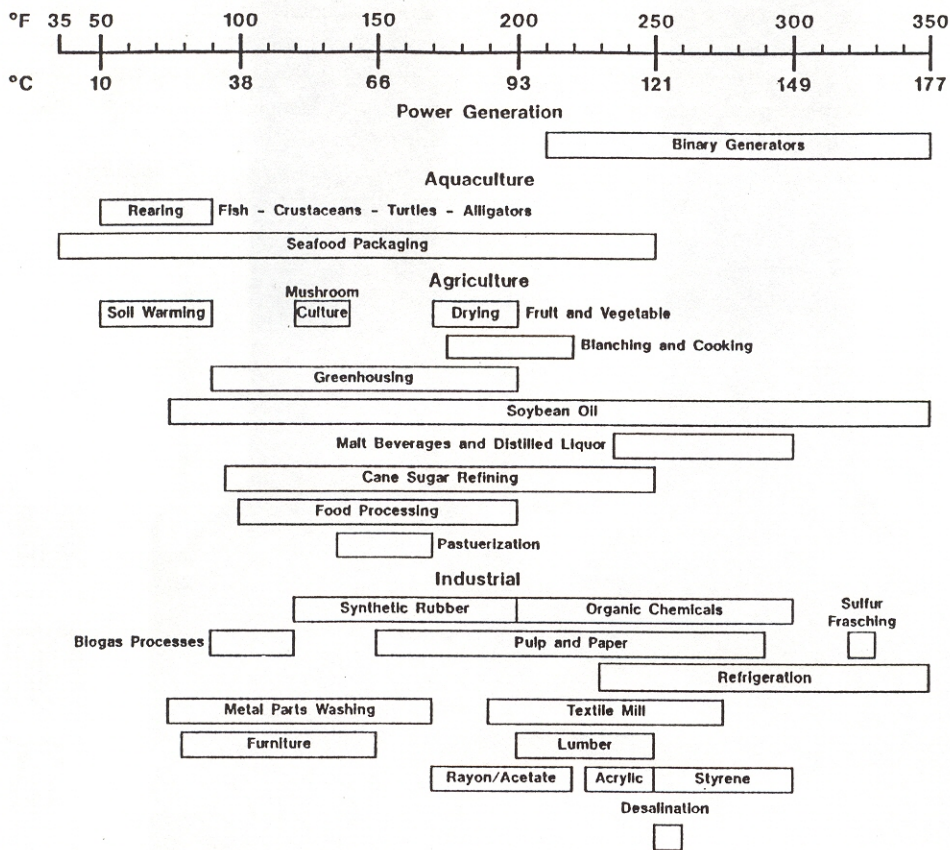 °F 35 50 100 150 200 250 300 350
°C 10 38 66 93 121 149 177
Power Generation
Binary Generators
Aquaculture
Rearing Fish - Crustaceans - Turtles - Alligators
Seafood Packaging
Agriculture
Soil Warming
Mushroom
Culture
Drying Fruit and Vegetable
Blanching and Cooking
Greenhousing
Soybean Oil
Malt Beverages and Distilled Liquor
Cane Sugar Refining
Food Processing
Pastuerization
Industrial
Synthetic Rubber Organic Chemicals
Sulfur
Frasching
Biogas Processes Pulp and Paper
Refrigeration
Metal Parts Washing Textile Mill
Furniture Lumber
Rayon/Acetate Acrylic Styrene
Desalination